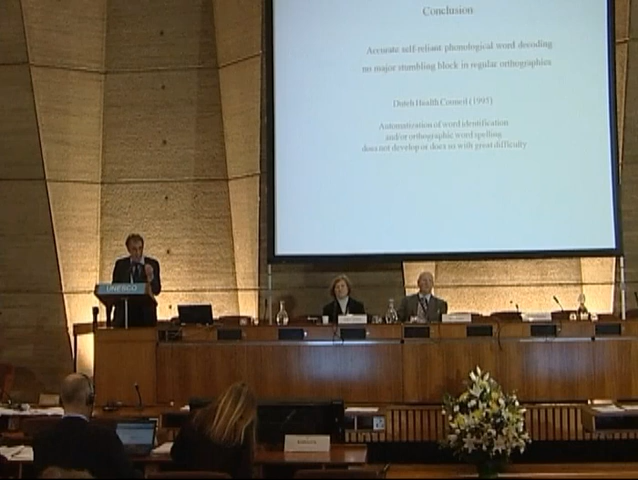 Conclusion
Accurate self-reliant phonological word decoding
no major stumbling block in regular orthographies
Dutch Health Council (1995)
Automatization of word identification
and/or orthographic word spelling
does not develop or does so with great difficulty
UNESCO